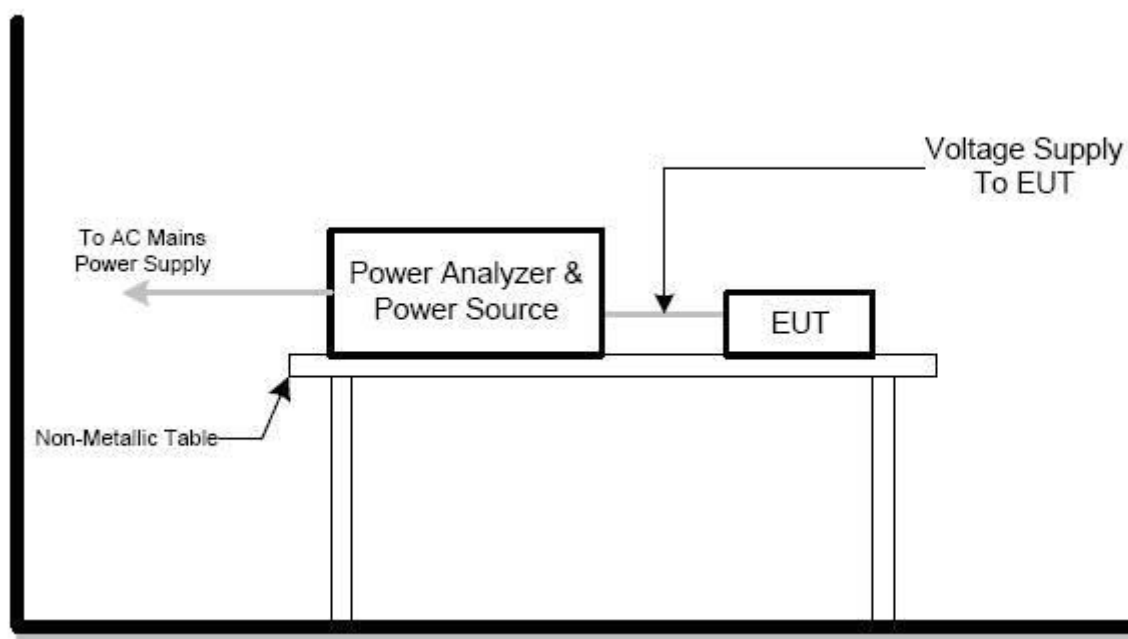 Voltage Supply
To EUT
To AC Mains
Power Supply
Power Analyzer &
Power Source
EUT
Non-Metallic Table